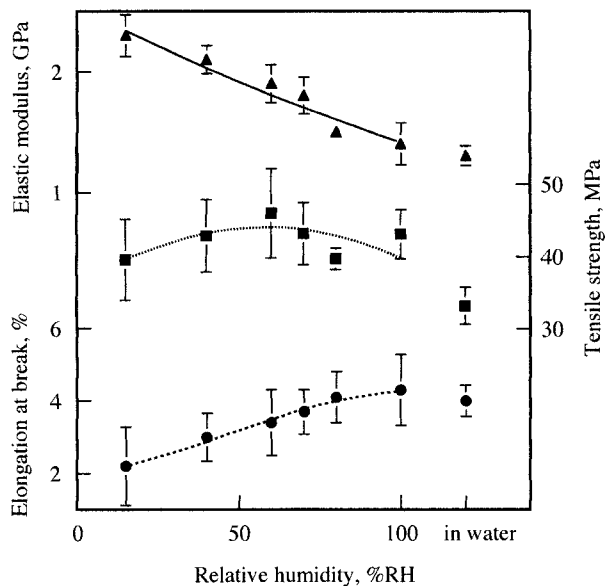 Elastic modulus, GPa
2
1
Elongation at break, %
6
4
2
50
40
30
Tensile strength, MPa
0 50 100 in water
Relative humidity, %RH